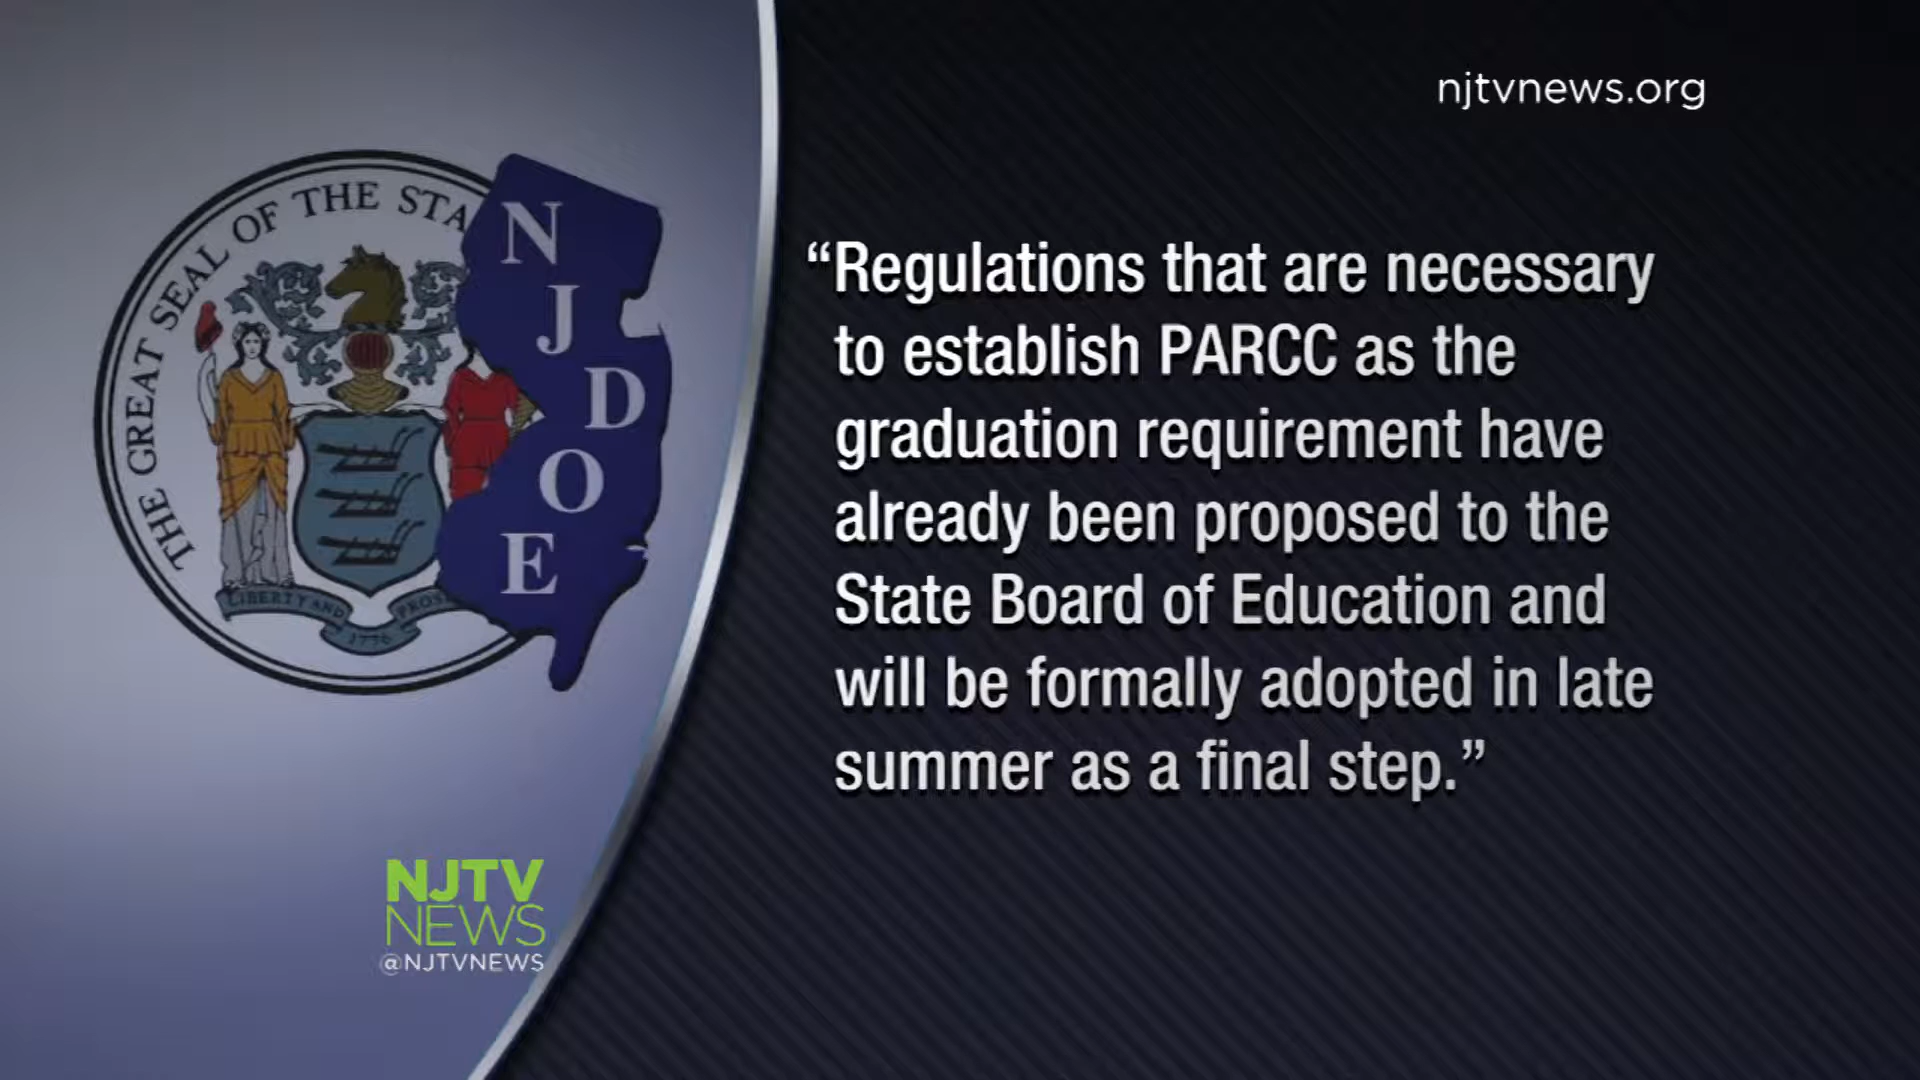 njtvnews.org
THE GREAT SEAL OF THE STA
N
J
D
O
E
LIBERTY AND PROS
1776
“Regulations that are necessary
to establish PARCC as the
graduation requirement have
already been proposed to the
State Board of Education and
will be formally adopted in late
summer as a final step.”
NJTV
NEWS
@NJTVNEWS